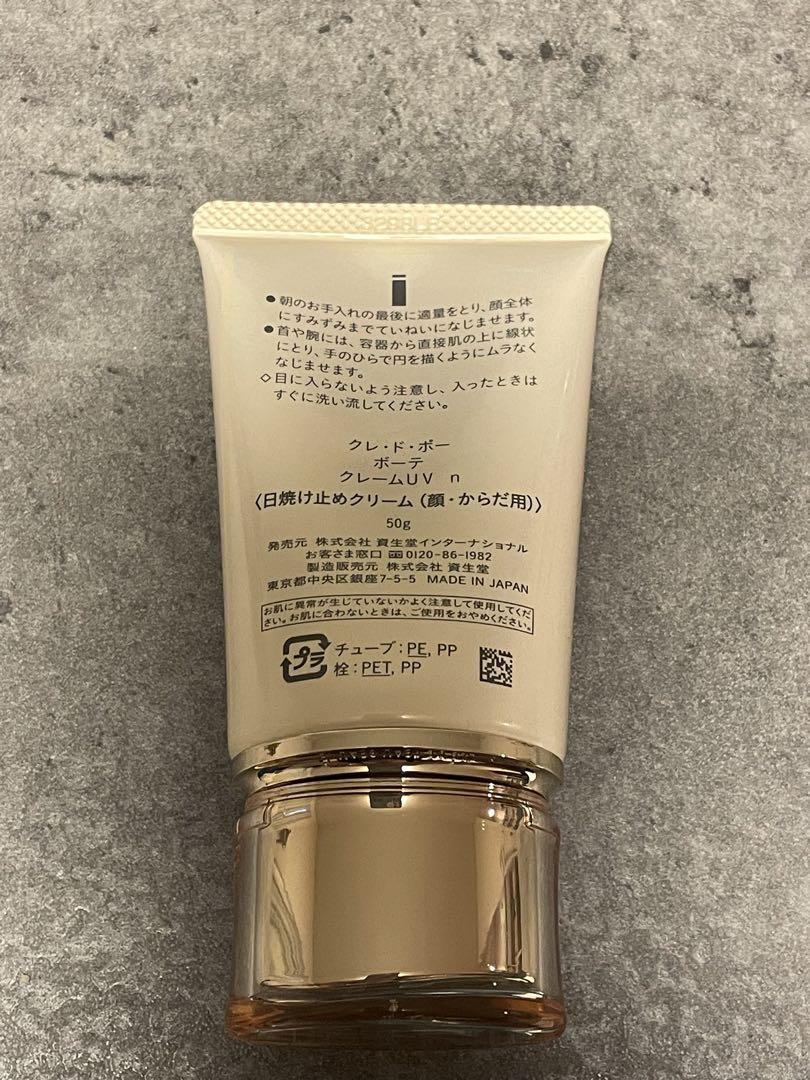 ●朝のお手入れの最後に適量をとり、顔全体
にすみずみまでていねいになじませます。
●首や腕には、容器から直接肌の上に線状
にとり、手のひらで円を描くようにムラなく
なじませます。
◇目に入らないよう注意し、入ったときは
すぐに洗い流してください。
クレ・ド・ポー
ボーテ
クレームUV n
〈日焼け止めクリーム(顔・からだ用)〉
50g
発売元 株式会社 資生堂インターナショナル
お客さま窓口 0120-86-1982
製造販売元 株式会社 資生堂
東京都中央区銀座7-5-5 MADE IN JAPAN
お肌に異常が生じていないかよく注意して使用してくだ
さい。お肌に合わないときは、ご使用をおやめください。
プラ
チューブ:PE, PP
栓:PET, PP